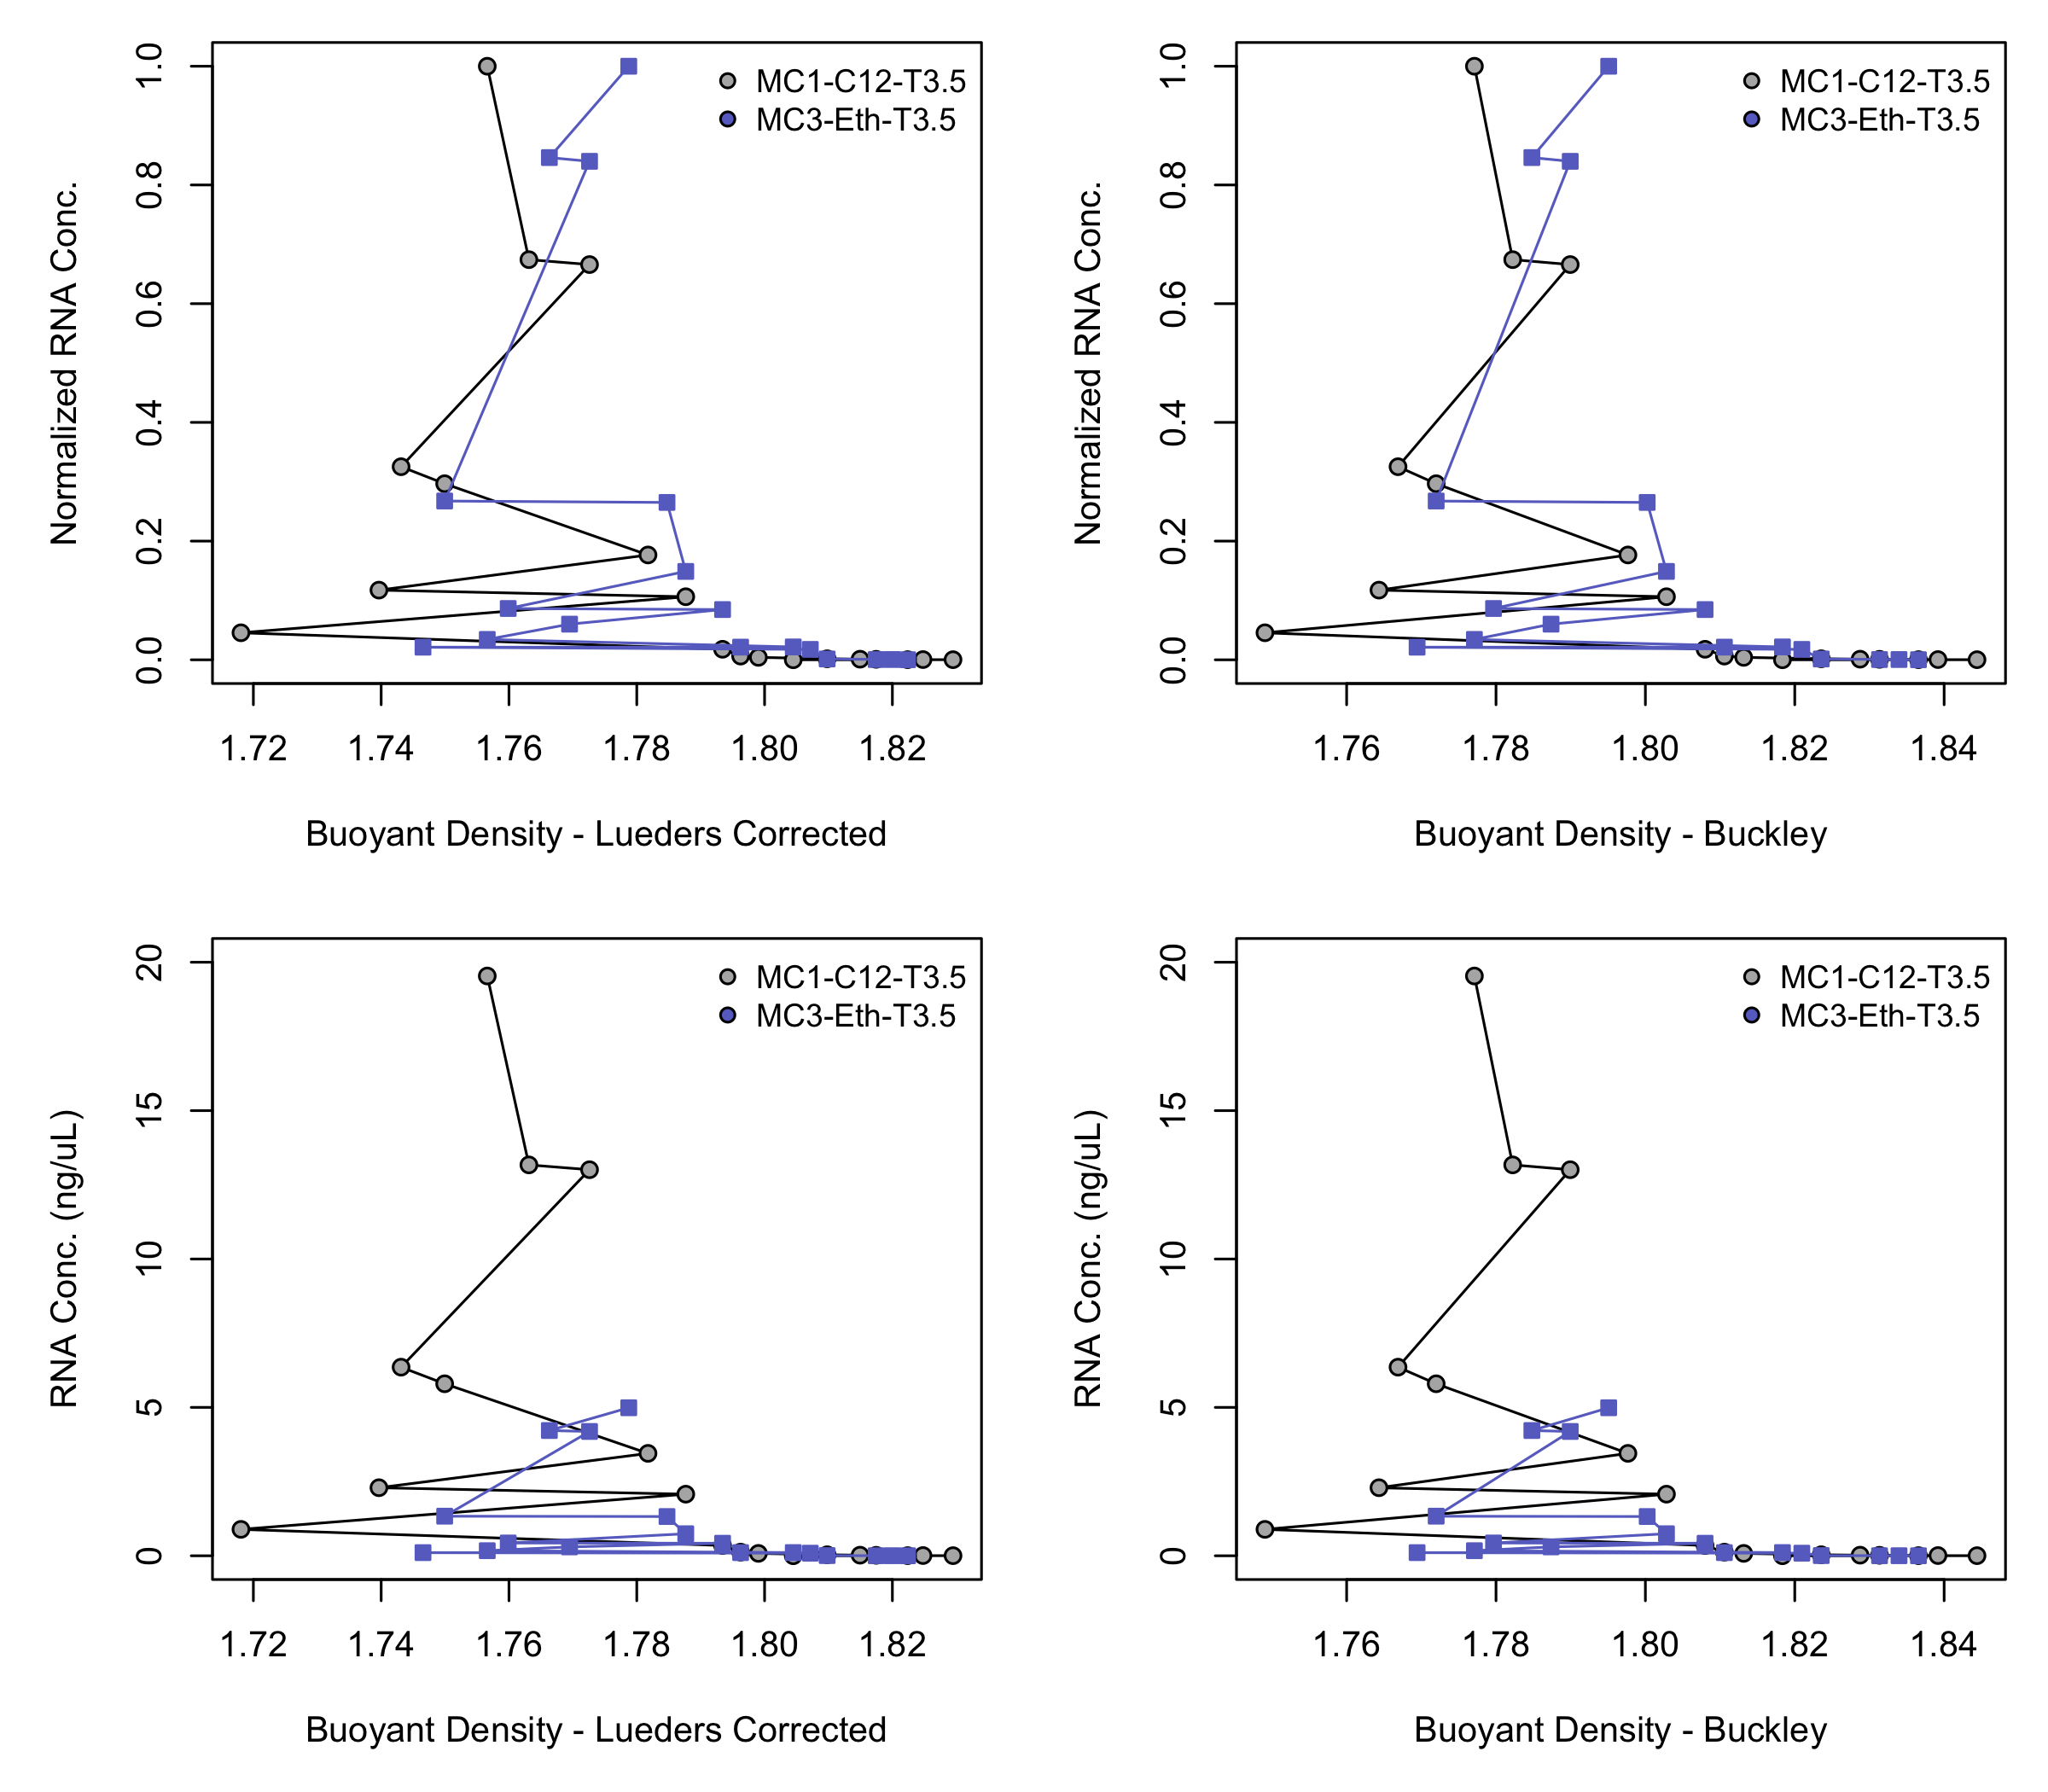 Normalized RNA Conc.
0.0 0.2 0.4 0.6 0.8 1.0
MC1-C12-T3.5
MC3-Eth-T3.5
1.72 1.74 1.76 1.78 1.80 1.82
Buoyant Density - Lueders Corrected
Normalized RNA Conc.
0.0 0.2 0.4 0.6 0.8 1.0
MC1-C12-T3.5
MC3-Eth-T3.5
1.76 1.78 1.80 1.82 1.84
Buoyant Density - Buckley
RNA Conc. (ng/uL)
0 5 10 15 20
MC1-C12-T3.5
MC3-Eth-T3.5
1.72 1.74 1.76 1.78 1.80 1.82
Buoyant Density - Lueders Corrected
RNA Conc. (ng/uL)
0 5 10 15 20
MC1-C12-T3.5
MC3-Eth-T3.5
1.76 1.78 1.80 1.82 1.84
Buoyant Density - Buckley